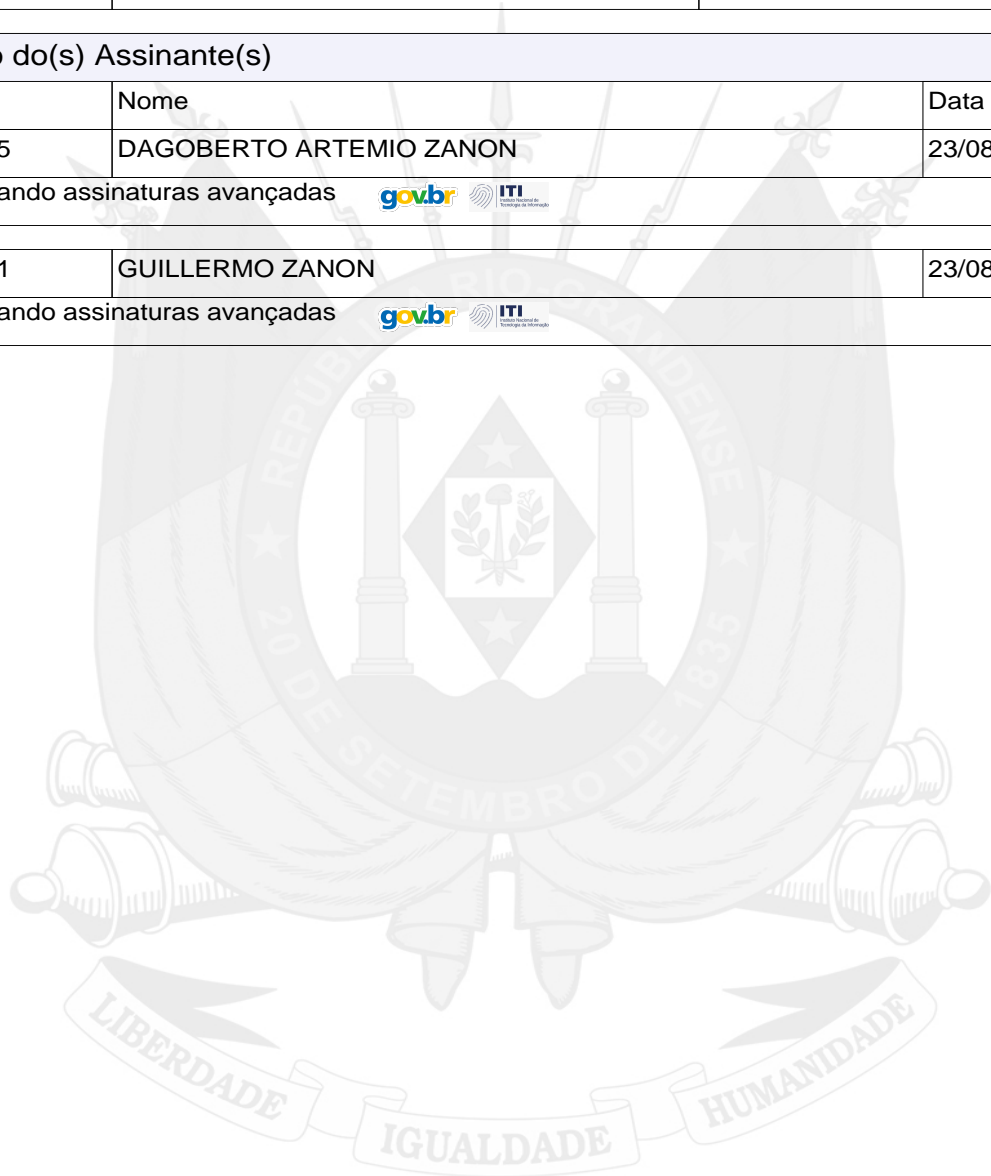 o do(s) Assinante(s)
Nome Data
5 DAGOBERTO ARTEMIO ZANON 23/08
ando assinaturas avançadas gov.br ITI
1 GUILLERMO ZANON 23/08
ando assinaturas avançadas gov.br ITI
REPÚBLICA RIO-GRANDENSE
20 DE SETEMBRO DE 1835
LIBERDADE IGUALDADE HUMANIDADE